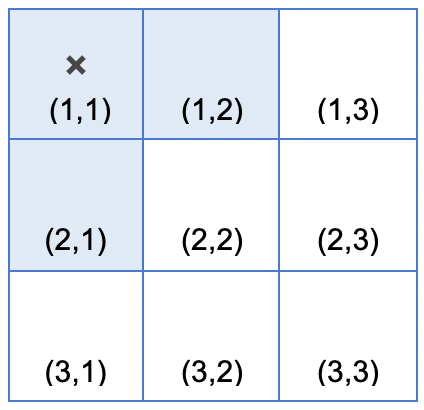 ×
(1,1) (1,2) (1,3)
(2,1) (2,2) (2,3)
(3,1) (3,2) (3,3)